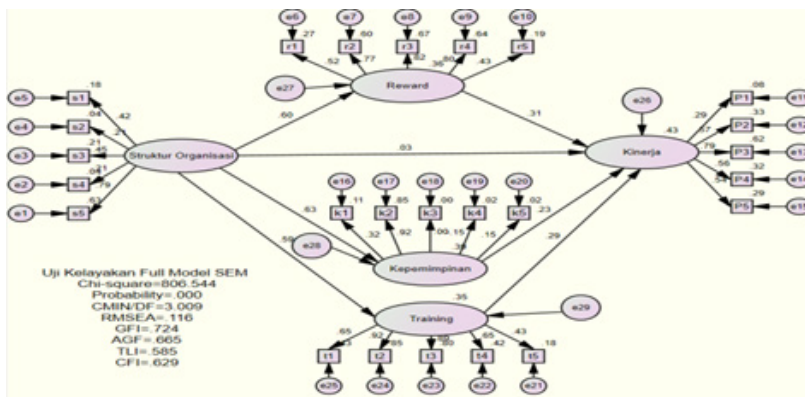 e6 e7 e8 e9 e10
.27 .60 .67 .64 .19
r1 r2 r3 r4 r5
.52 .77 .82 .36 .80 .43
e27
Reward
e26
.18
e5 s1
.42
.60
.31
.43
.29
P1 .08
.04
e4 s2
.21
.57
P2 .33
.21
e3 s3
.45
Struktur Organisasi
.03
Kinerja
.79
P3 .62
e2 s4
.79
.56
P4 .32
.63
e1 s5
.54
P5 .29
e16 e17 e18 e19 e20
.11 .85 .00 .02 .02
k1 k2 k3 k4 k5
.63
.32 .92 .00 .15 .15
.23
e28
.39
Kepemimpinan
.29
.59
Uji Kelayakan Full Model SEM
Chi-square=806.544
Probability=.000
CMIN/DF=3.009
RMSEA=.116
GFI=.724
AGF=.665
TLI=.585
CFI=.629
.35
e29
Training
.65 .92 .65 .43
.85 .80 .42 .18
t1 t2 t3 t4 t5
e25 e24 e23 e22 e21